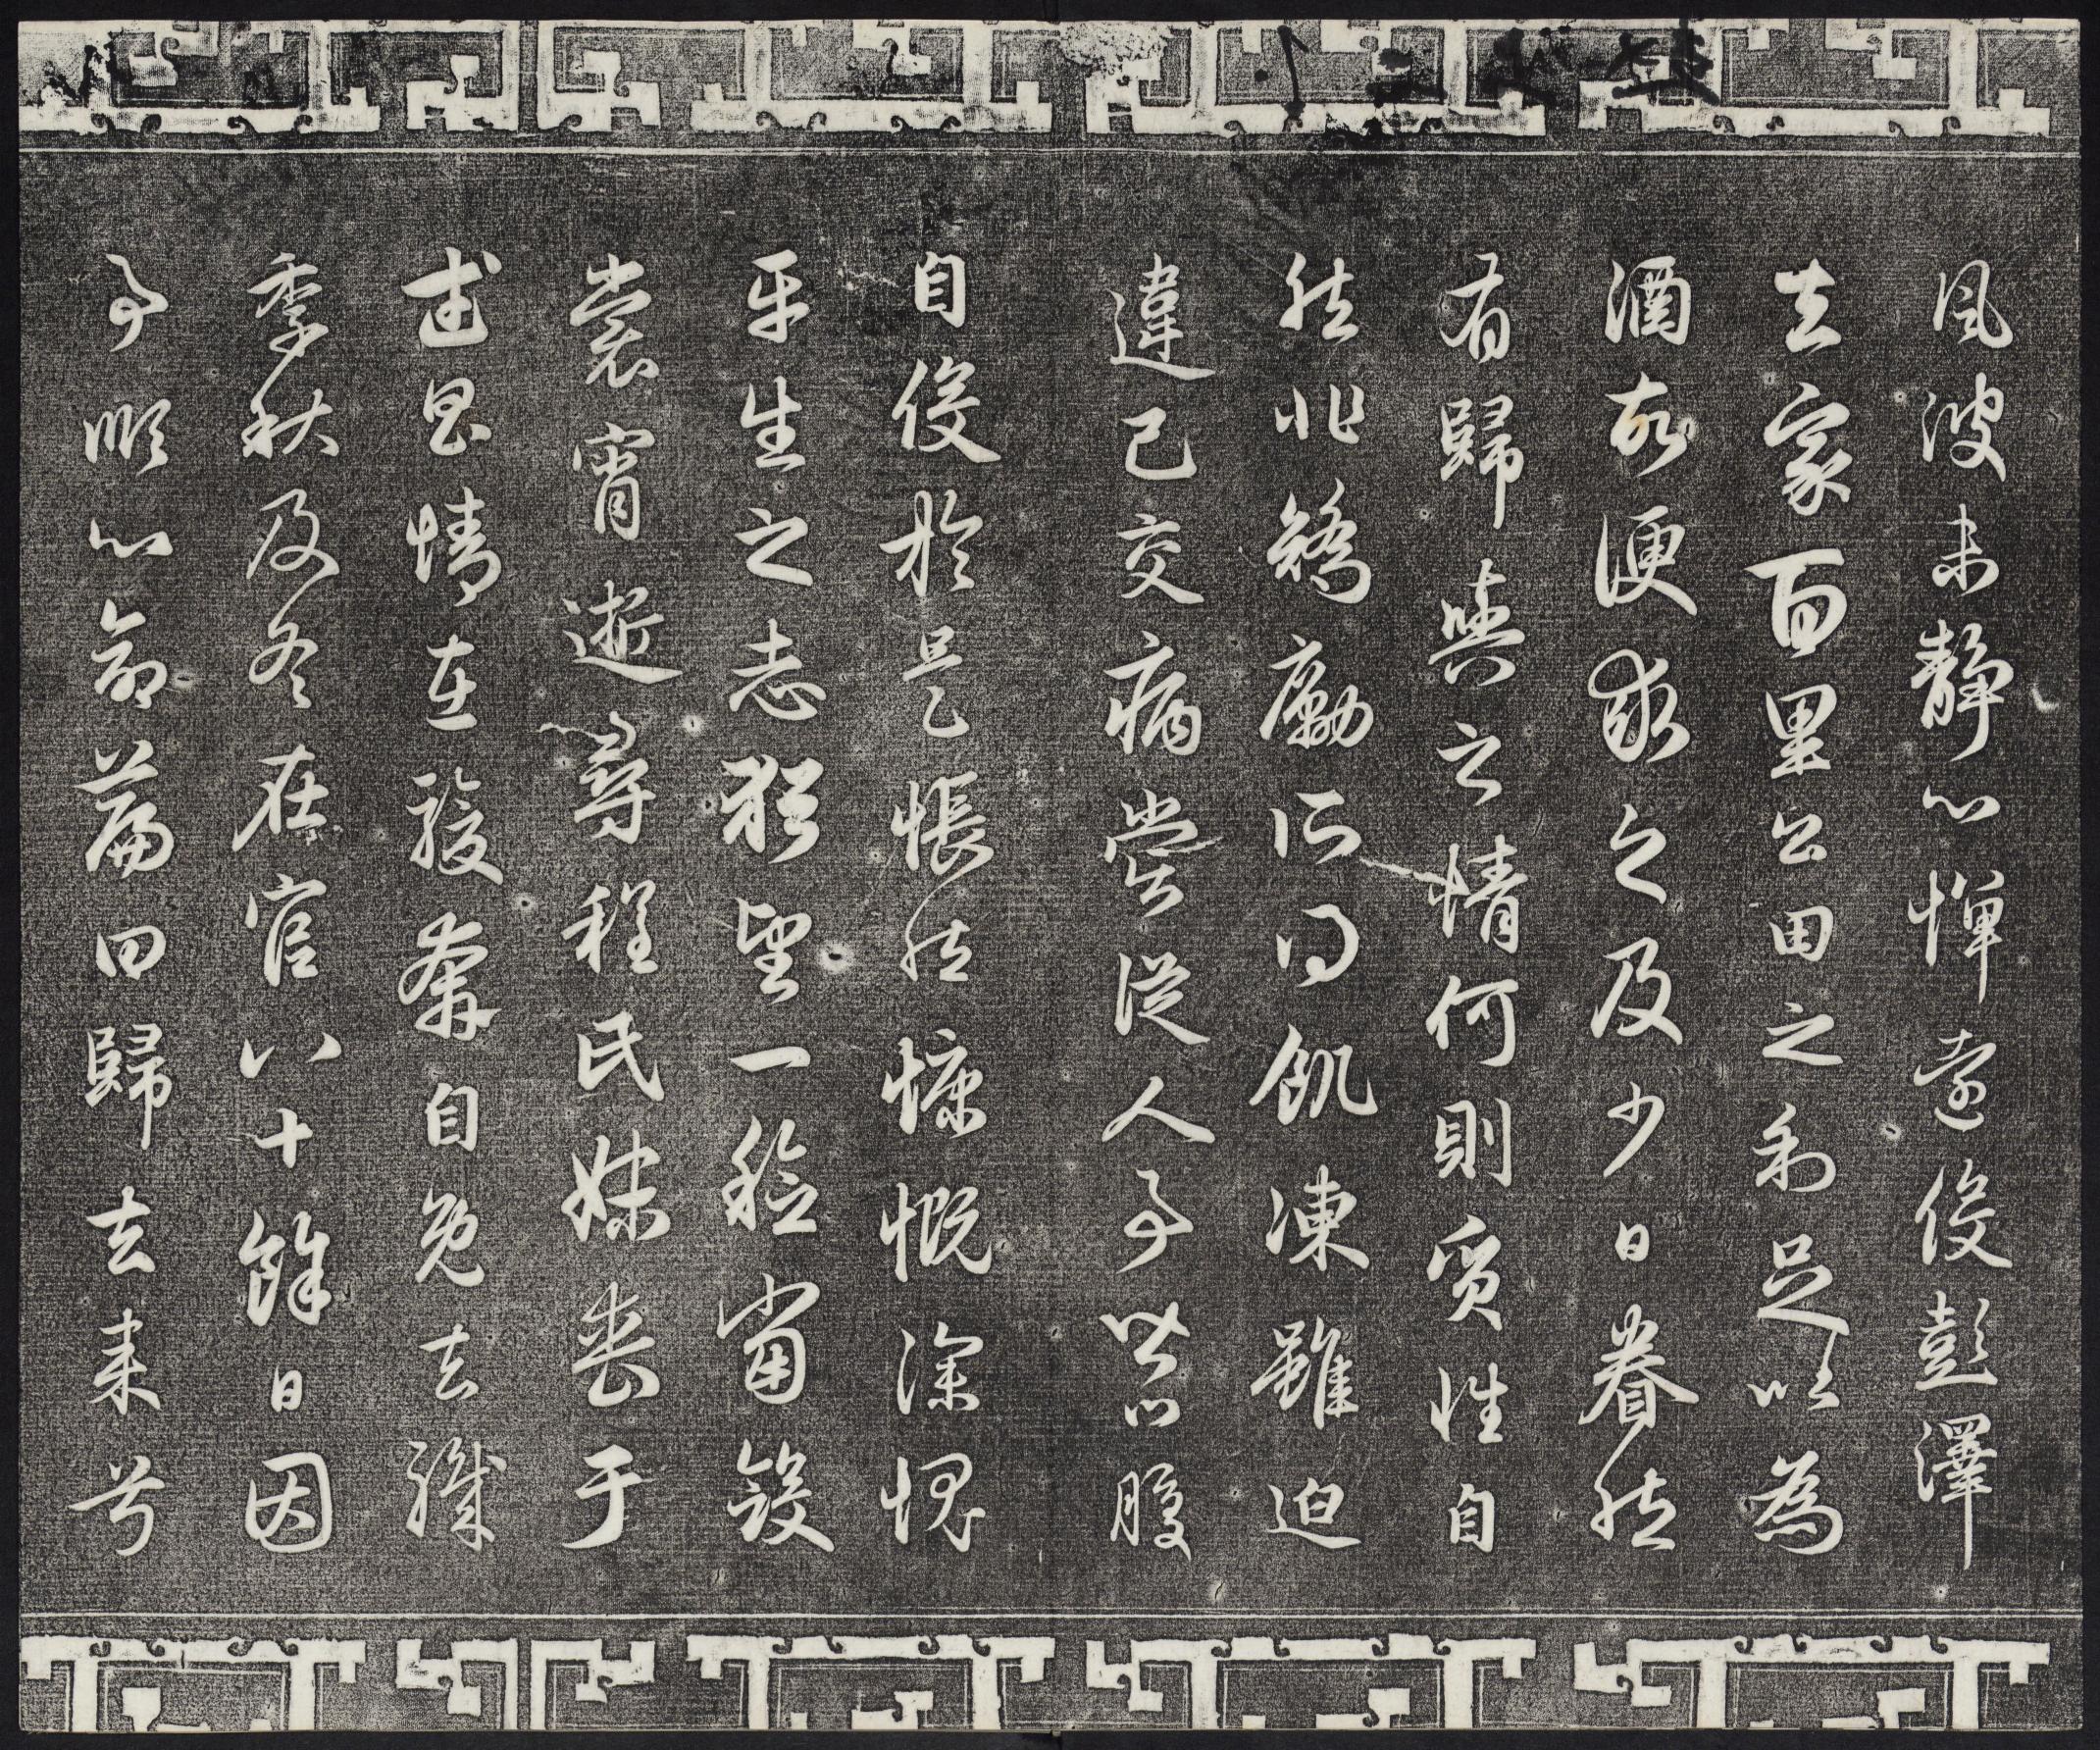 風波未靜心憚遠役彭澤
去家百里公田之利足以為
酒故便求之及少日眷然
有歸與之情何則質性自
然非矯勵所得飢凍雖迫
違己交病嘗從人事皆口腹
自役於是悵然慷慨深愧
平生之志猶望一稔當斂
裳宵逝尋程氏妹喪于
武昌情在駿奔自免去職
季秋及冬在官八十餘日因
事順心命篇曰歸去來兮